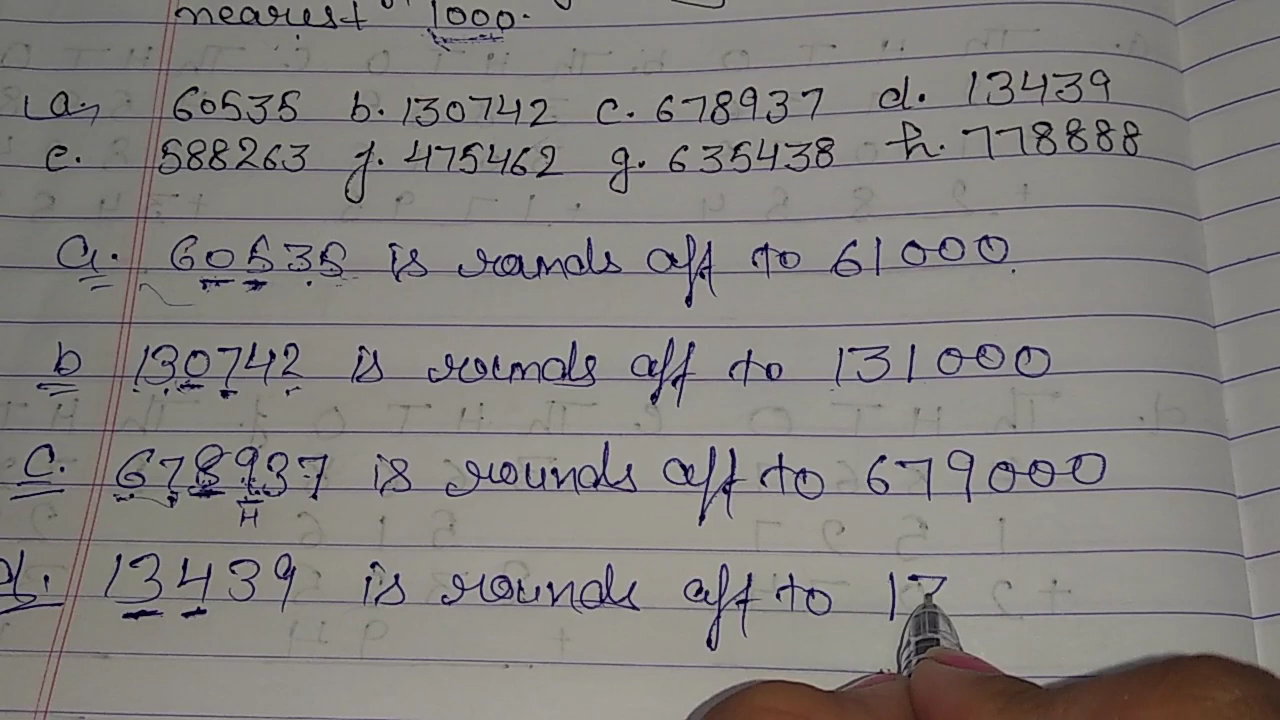 nearest 1000.
a, 60535 b. 130742 c. 678937 d. 13439
e. 588263 f. 475462 g. 635438 h. 778888
a. 60535 is rounds off to 61000.
b 130742 is rounds off to 131000
c. 678937 is rounds off to 679000
H
d. 13439 is rounds off to 13